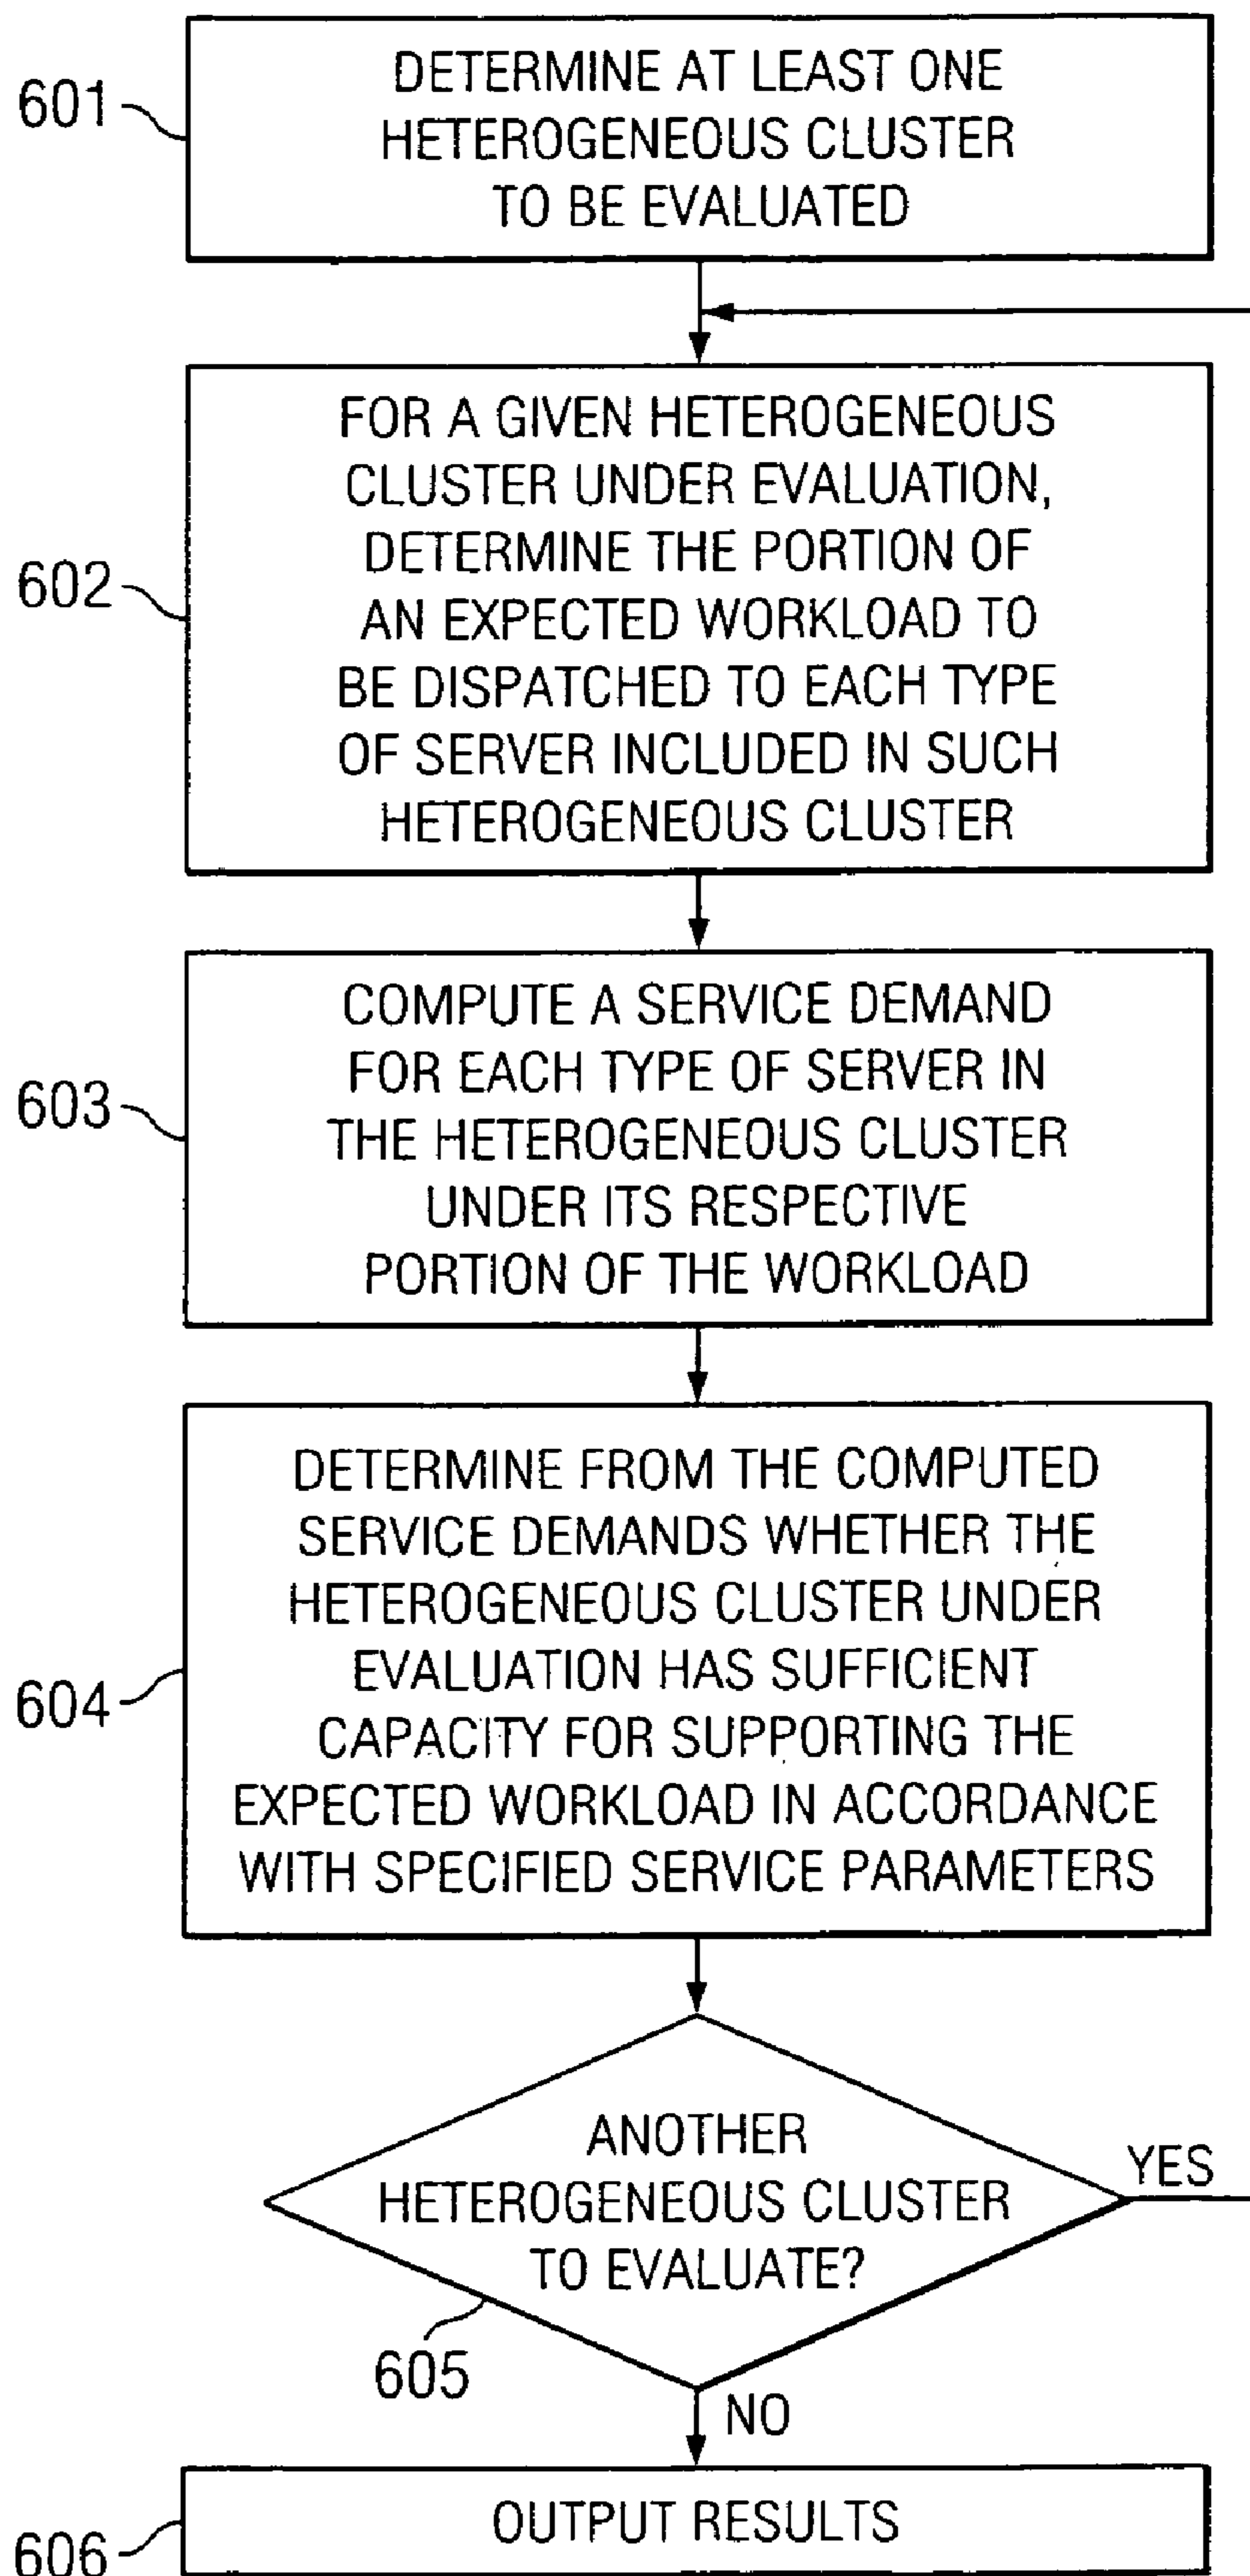 601
DETERMINE AT LEAST ONE
HETEROGENEOUS CLUSTER
TO BE EVALUATED
602
FOR A GIVEN HETEROGENEOUS
CLUSTER UNDER EVALUATION,
DETERMINE THE PORTION OF
AN EXPECTED WORKLOAD TO
BE DISPATCHED TO EACH TYPE
OF SERVER INCLUDED IN SUCH
HETEROGENEOUS CLUSTER
603
COMPUTE A SERVICE DEMAND
FOR EACH TYPE OF SERVER IN
THE HETEROGENEOUS CLUSTER
UNDER ITS RESPECTIVE
PORTION OF THE WORKLOAD
604
DETERMINE FROM THE COMPUTED
SERVICE DEMANDS WHETHER THE
HETEROGENEOUS CLUSTER UNDER
EVALUATION HAS SUFFICIENT
CAPACITY FOR SUPPORTING THE
EXPECTED WORKLOAD IN ACCORDANCE
WITH SPECIFIED SERVICE PARAMETERS
ANOTHER
HETEROGENEOUS CLUSTER
TO EVALUATE?
YES
605
NO
606
OUTPUT RESULTS